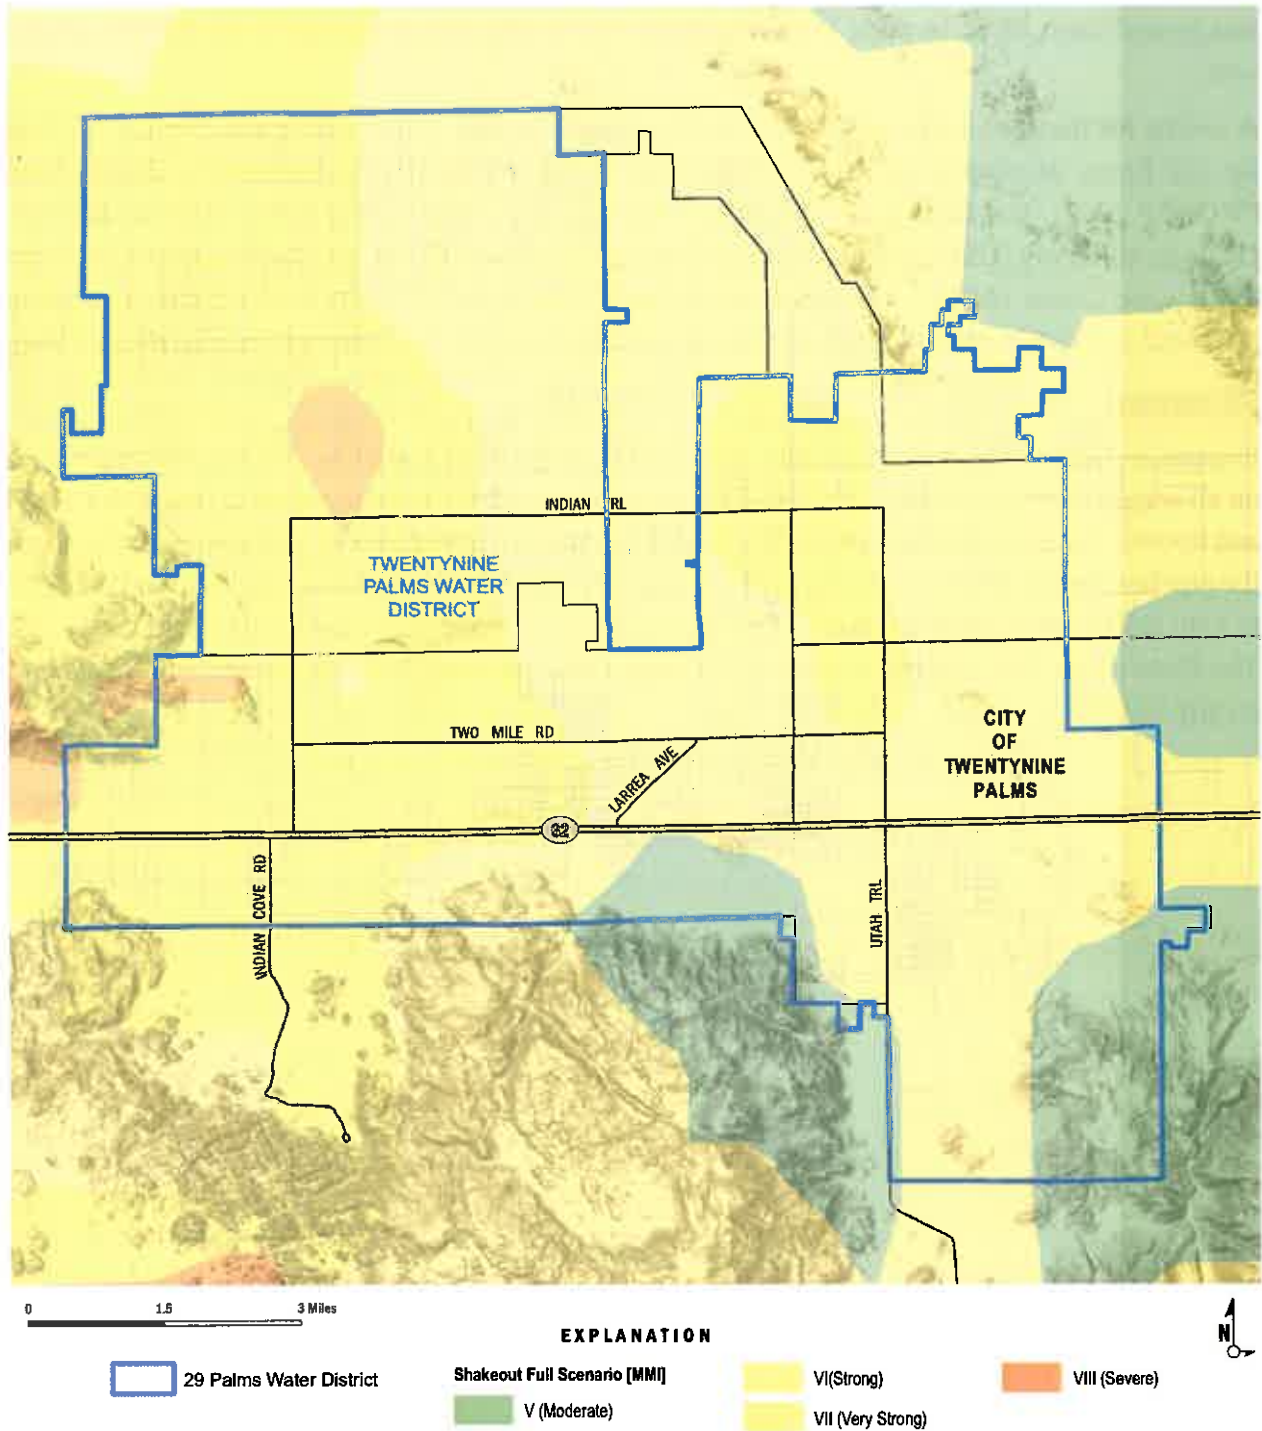 INDIAN
RL
TWENTYNINE
PALMS WATER
DISTRICT
TWO MILE RD
LARREA AVE
CITY
OF
TWENTYNINE
PALMS
INDIAN COVE RD
UTAH TRL
0
1.5
3 Miles
EXPLANATION
N
29 Palms Water District
Shakeout Full Scenario [MMI]
V (Moderate)
VI(Strong)
VII (Very Strong)
VIII (Severe)